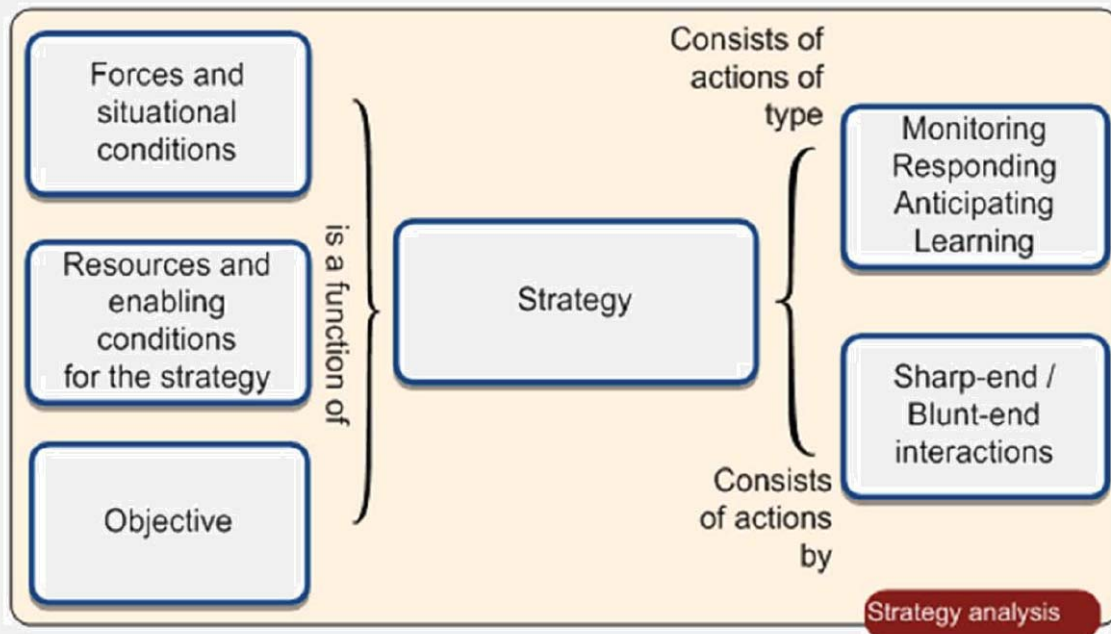 Forces and
situational
conditions
Resources and
enabling
conditions
for the strategy
Objective
is a function of
Strategy
Consists of
actions of
type
Monitoring
Responding
Anticipating
Learning
Consists
of actions
by
Sharp-end /
Blunt-end
interactions
Strategy analysis